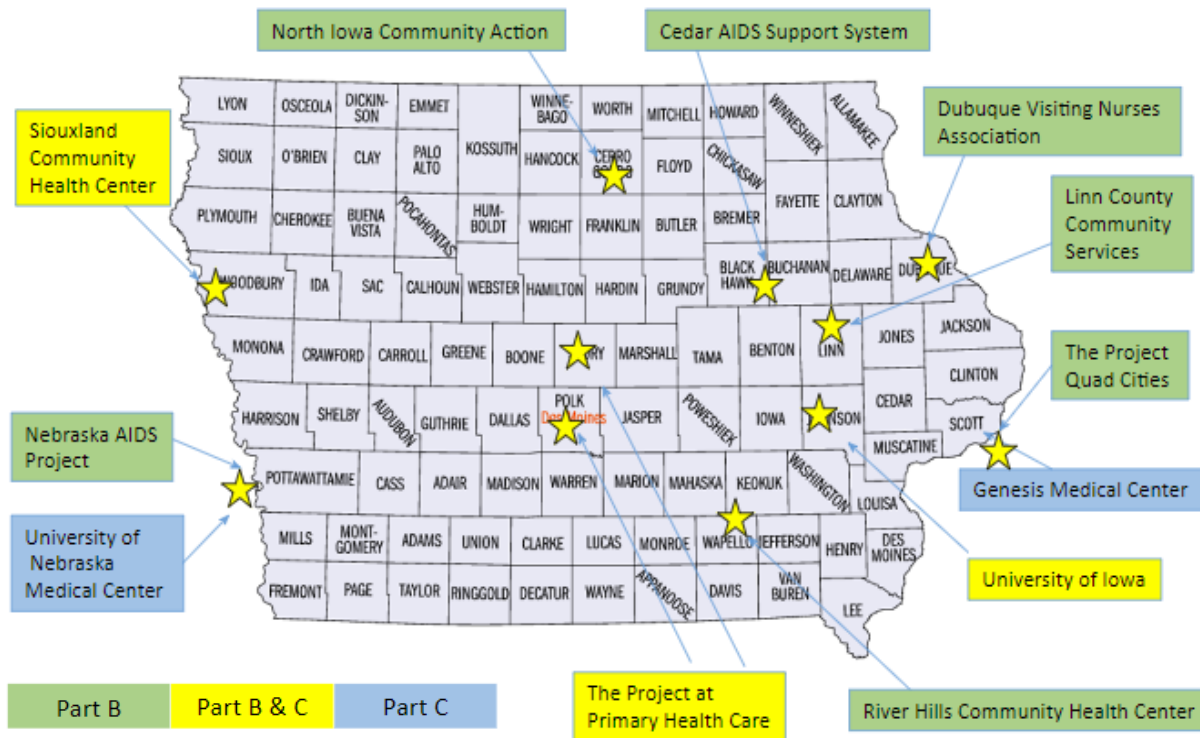 North Iowa Community Action
Cedar AIDS Support System
Siouxland
Community
Health Center
Dubuque Visiting Nurses
Association
Linn County
Community
Services
The Project
Quad Cities
Genesis Medical Center
University of Iowa
Nebraska AIDS
Project
University of
Nebraska
Medical Center
The Project at
Primary Health Care
River Hills Community Health Center
LYON
OSCEOLA
DICKIN-
SON
EMMET
WINNE-
BAGO
WORTH
MITCHELL
HOWARD
WINNESHIEK
ALLAMAKEE
SIOUX
O'BRIEN
CLAY
PALO
ALTO
KOSSUTH
HANCOCK
CERRO
FLOYD
CHICKASAW
FAYETTE
CLAYTON
PLYMOUTH
CHEROKEE
BUENA
VISTA
POCAHONTAS
HUM-
BOLDT
WRIGHT
FRANKLIN
BUTLER
BREMER
WOODBURY
IDA
SAC
CALHOUN
WEBSTER
HAMILTON
HARDIN
GRUNDY
BLACK
HAWK
BUCHANAN
DELAWARE
MONONA
CRAWFORD
CARROLL
GREENE
BOONE
MARSHALL
TAMA
BENTON
LINN
JONES
JACKSON
CLINTON
HARRISON
SHELBY
AUDUBON
GUTHRIE
DALLAS
POLK
Des Moines
JASPER
POWESHIEK
IOWA
CEDAR
SCOTT
MUSCATINE
POTTAWATTAMIE
CASS
ADAIR
MADISON
WARREN
MARION
MAHASKA
KEOKUK
WASHINGTON
LOUISA
MILLS
MONT-
GOMERY
ADAMS
UNION
CLARKE
LUCAS
MONROE
WAPELLO
JEFFERSON
HENRY
DES
MOINES
FREMONT
PAGE
TAYLOR
RINGGOLD
DECATUR
WAYNE
APPANOOSE
DAVIS
VAN
BUREN
LEE
Part B
Part B & C
Part C